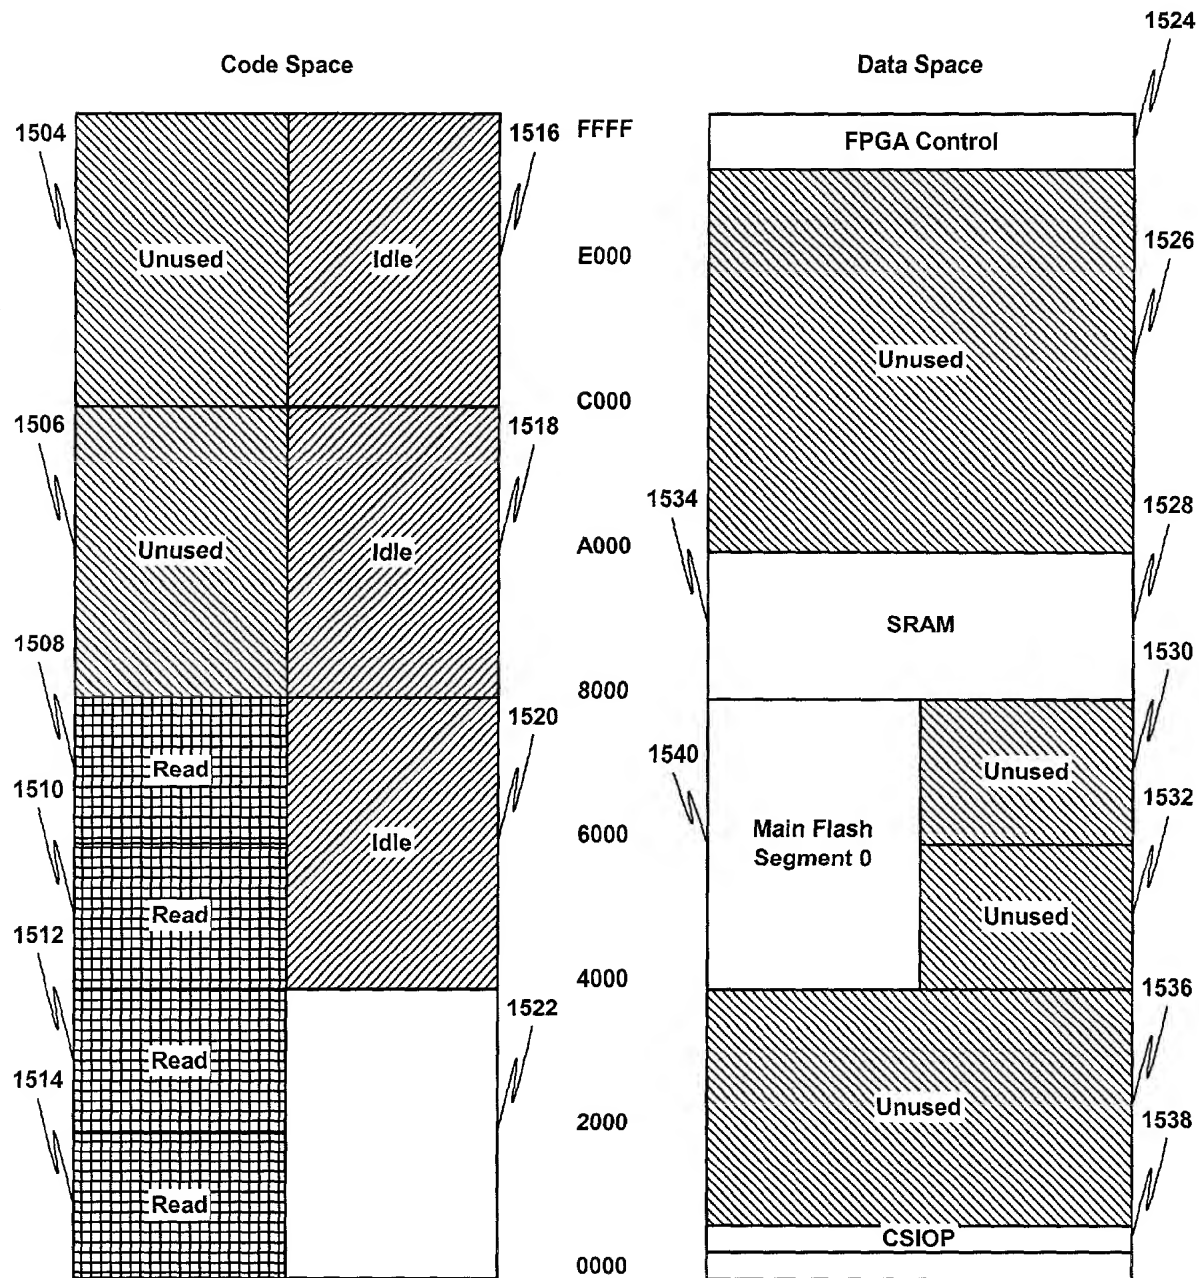 1524
Code Space
Data Space
1504
1516
FFFF
FPGA Control
Unused
Idle
E000
1526
Unused
C000
1506
1518
Unused
Idle
A000
1534
1528
SRAM
1508
8000
1530
1520
Read
1540
Unused
1510
1532
6000
Idle
Main Flash
Segment 0
Read
Unused
1512
4000
1536
1522
Read
1514
Unused
2000
1538
Read
CSIOP
0000